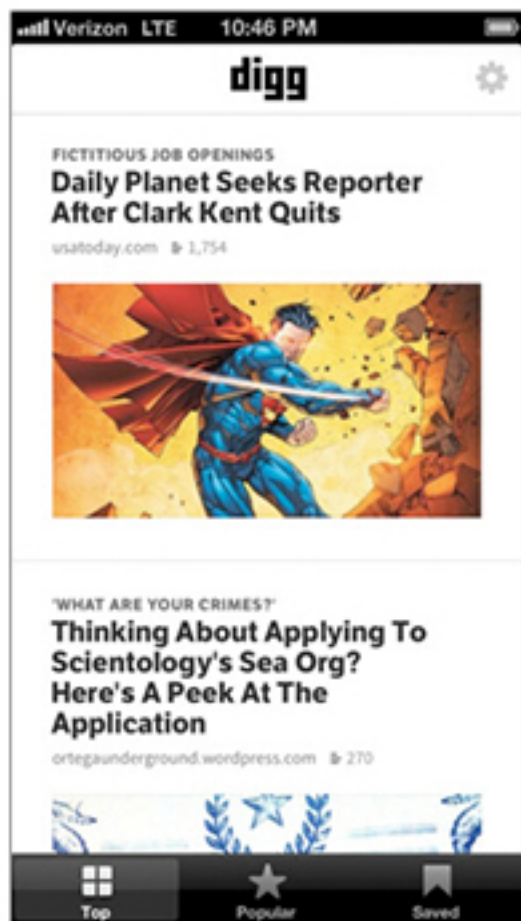 Verizon LTE 10:46 PM
digg
FICTITIOUS JOB OPENINGS
Daily Planet Seeks Reporter
After Clark Kent Quits
usatoday.com 1,754
'WHAT ARE YOUR CRIMES?'
Thinking About Applying To
Scientology's Sea Org?
Here's A Peek At The
Application
ortegaunderground.wordpress.com 270
Top Popular Saved